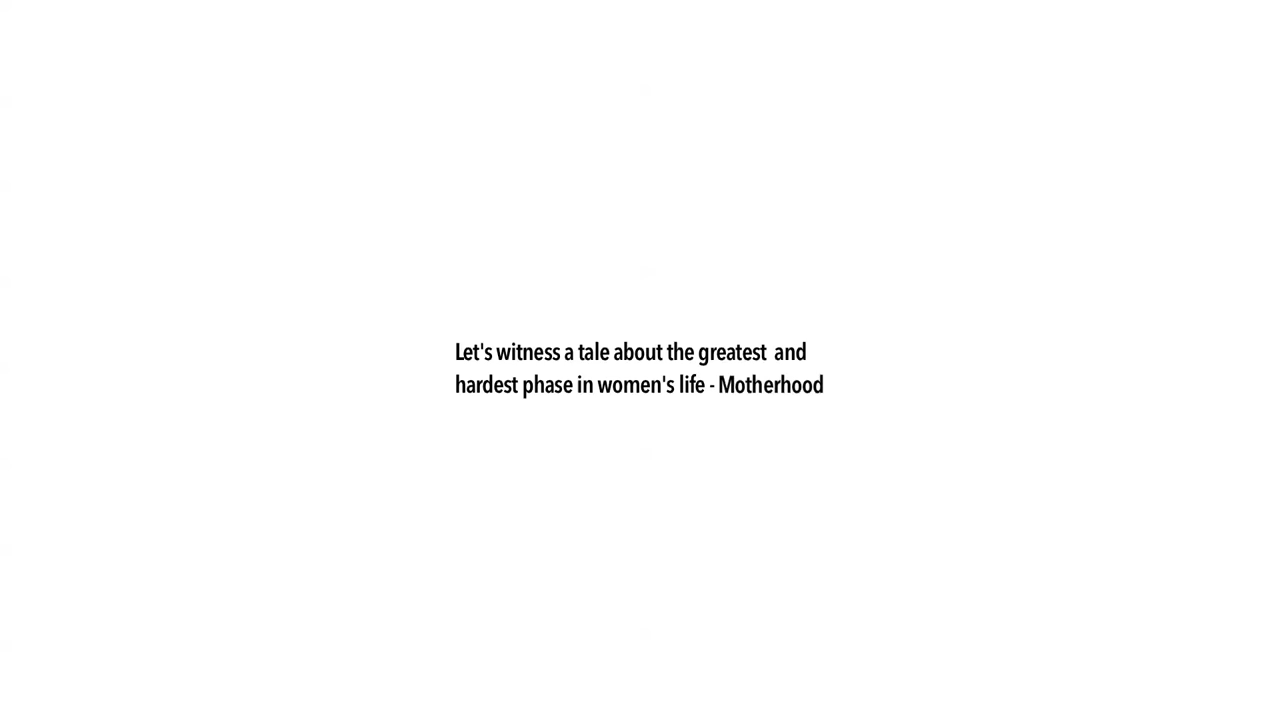 Let's witness a tale about the greatest  and
hardest phase in women's life - Motherhood